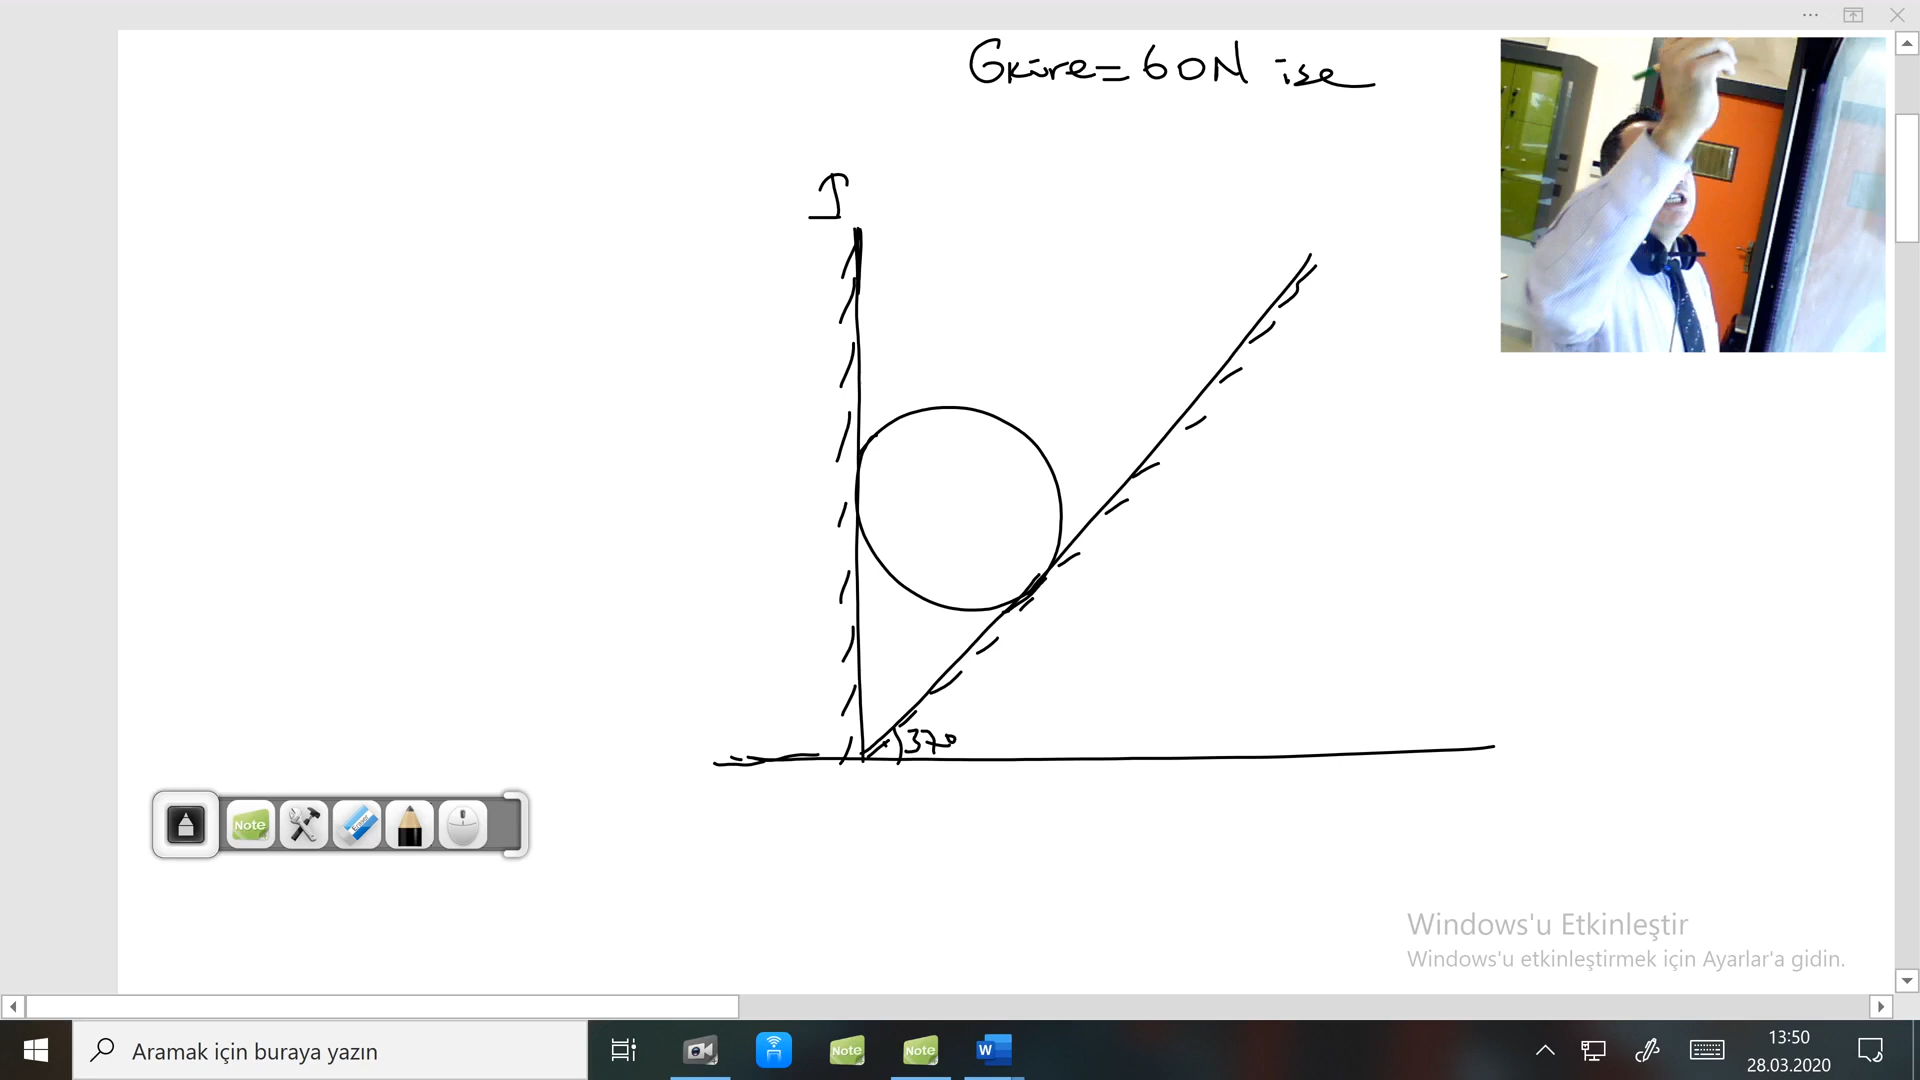 Gküre=60N ise
I
37°
Note
Windows'u Etkinleştir
Windows'u etkinleştirmek için Ayarlar'a gidin.
Aramak için buraya yazın
Note
Note
W
13:50
28.03.2020